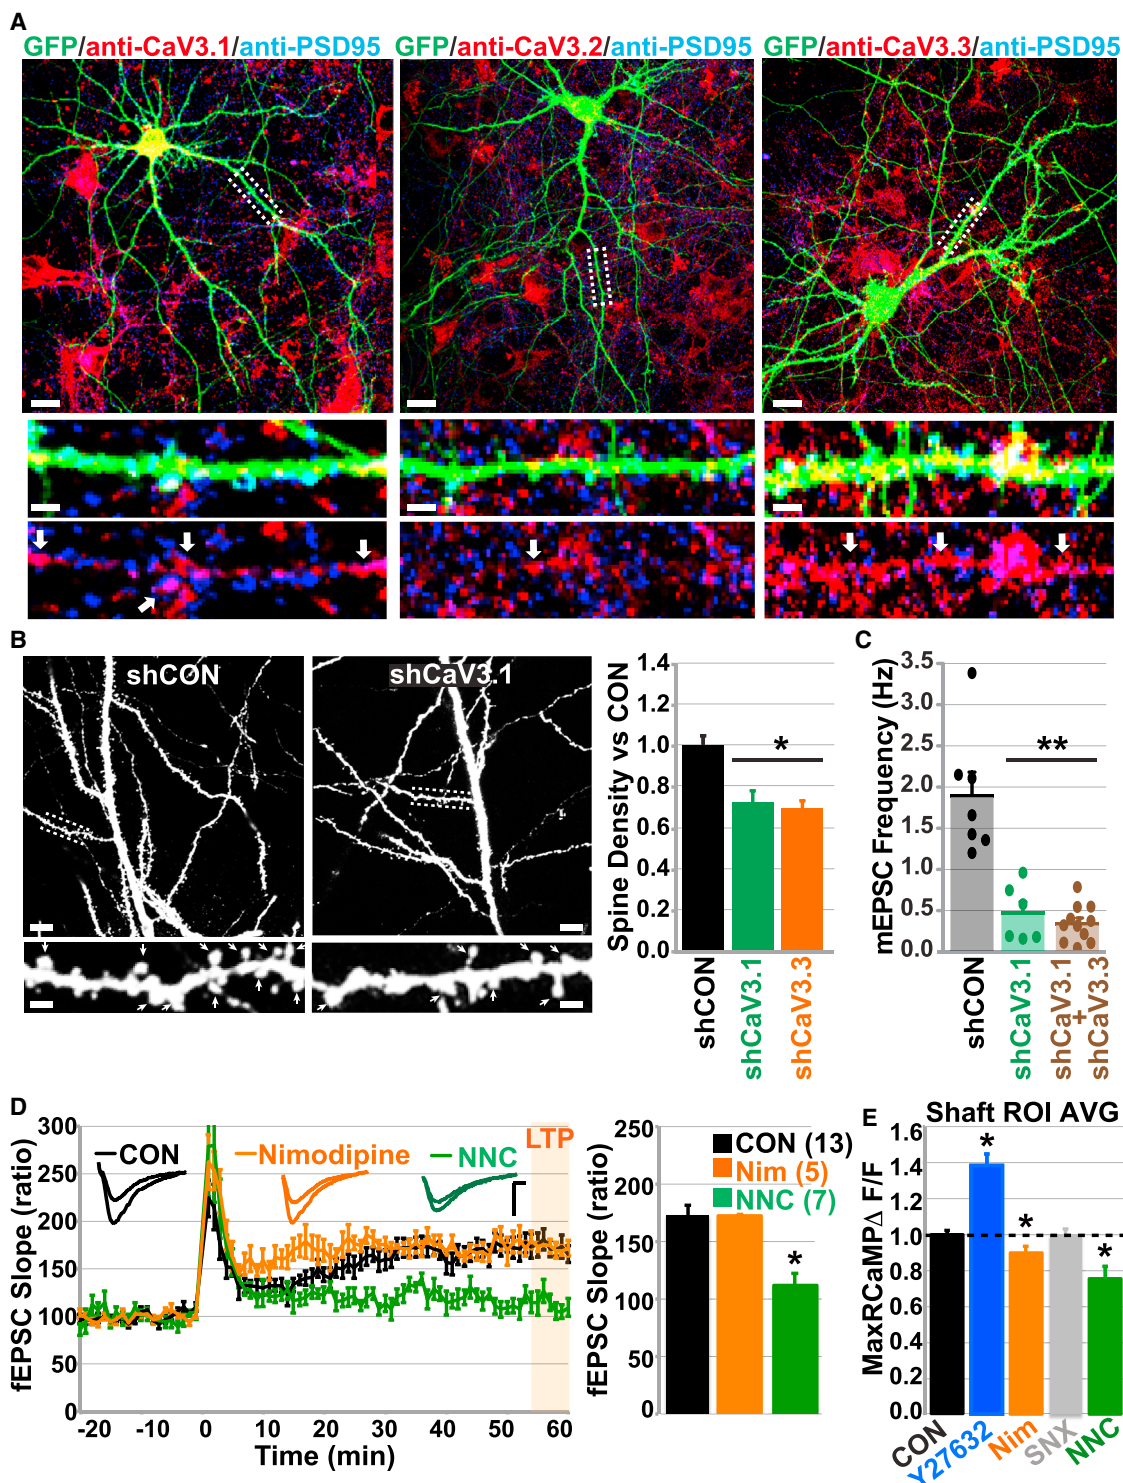 A
GFP/anti-CaV3.1/anti-PSD95
GFP/anti-CaV3.2/anti-PSD95
GFP/anti-CaV3.3/anti-PSD95
B
shCON
shCaV3.1
Spine Density vs CON
1.4
1.2
1.0
0.8
0.6
0.4
0.2
0
*
shCON
shCaV3.1
shCaV3.3
C
mEPSC Frequency (Hz)
3.5
3.0
2.5
2.0
1.5
1.0
0.5
0.0
**
shCON
shCaV3.1
shCaV3.1
+
shCaV3.3
D
fEPSC Slope (ratio)
300
250
200
150
100
50
0
CON
Nimodipine
NNC
LTP
-20
-10
0
10
20
30
40
50
60
Time (min)
fEPSC Slope (ratio)
250
200
150
100
50
0
CON (13)
Nim (5)
NNC (7)
*
E
Shaft ROI AVG
MaxRCaMPΔ F/F
1.6
1.4
1.2
1.0
0.8
0.6
0.4
0.2
0.0
*
*
*
CON
Y27632
Nim
SNX
NNC